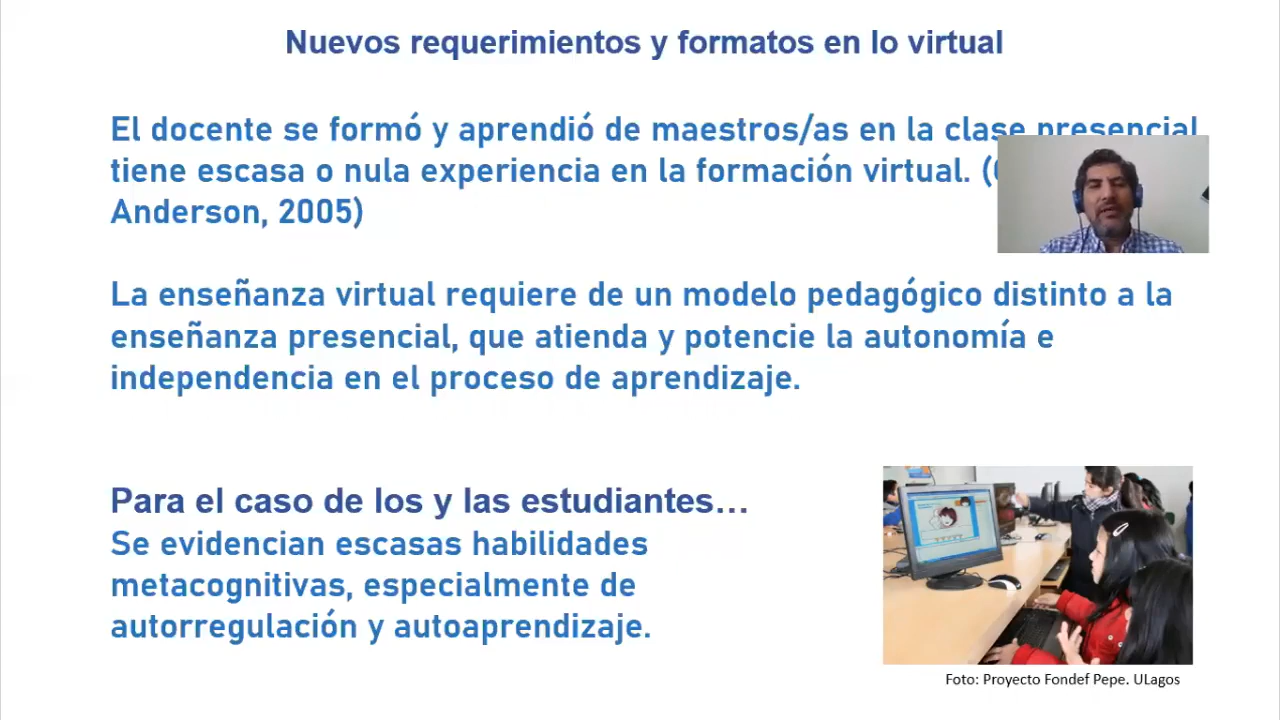 Nuevos requerimientos y formatos en lo virtual
El docente se formó y aprendió de maestros/as en la clase presencial
tiene escasa o nula experiencia en la formación virtual.
Anderson, 2005)
La enseñanza virtual requiere de un modelo pedagógico distinto a la
enseñanza presencial, que atienda y potencie la autonomía e
independencia en el proceso de aprendizaje.
Para el caso de los y las estudiantes...
Se evidencian escasas habilidades
metacognitivas, especialmente de
autorregulación y autoaprendizaje.
Foto: Proyecto Fondef Pepe. ULagos